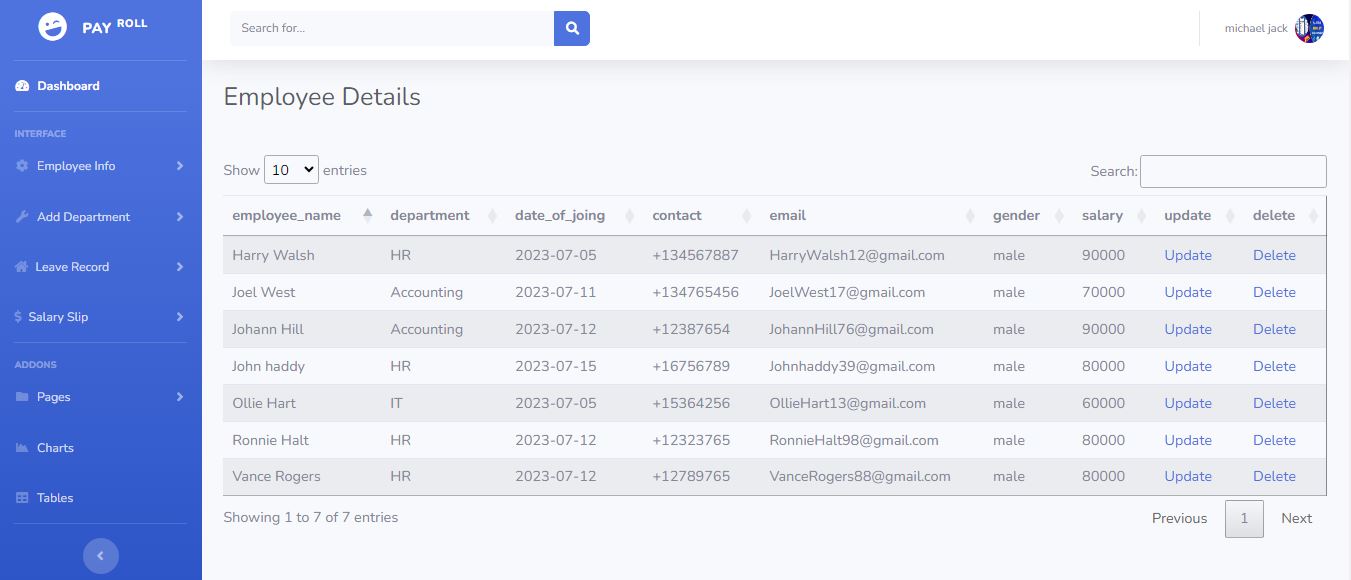 PAY ROLL
Search for...
michael jack
Dashboard
Employee Details
INTERFACE
Employee Info
Add Department
Leave Record
$ Salary Slip
ADDONS
Pages
Charts
Tables
Show 10 entries
Search:
employee_name department date_of_joing contact email gender salary update delete
Harry Walsh HR 2023-07-05 +134567887 HarryWalsh12@gmail.com male 90000 Update Delete
Joel West Accounting 2023-07-11 +134765456 JoelWest17@gmail.com male 70000 Update Delete
Johann Hill Accounting 2023-07-12 +12387654 JohannHill76@gmail.com male 90000 Update Delete
John haddy HR 2023-07-15 +16756789 Johnhaddy39@gmail.com male 80000 Update Delete
Ollie Hart IT 2023-07-05 +15364256 OllieHart13@gmail.com male 60000 Update Delete
Ronnie Halt HR 2023-07-12 +12323765 RonnieHalt98@gmail.com male 80000 Update Delete
Vance Rogers HR 2023-07-12 +12789765 VanceRogers88@gmail.com male 80000 Update Delete
Showing 1 to 7 of 7 entries
Previous 1 Next